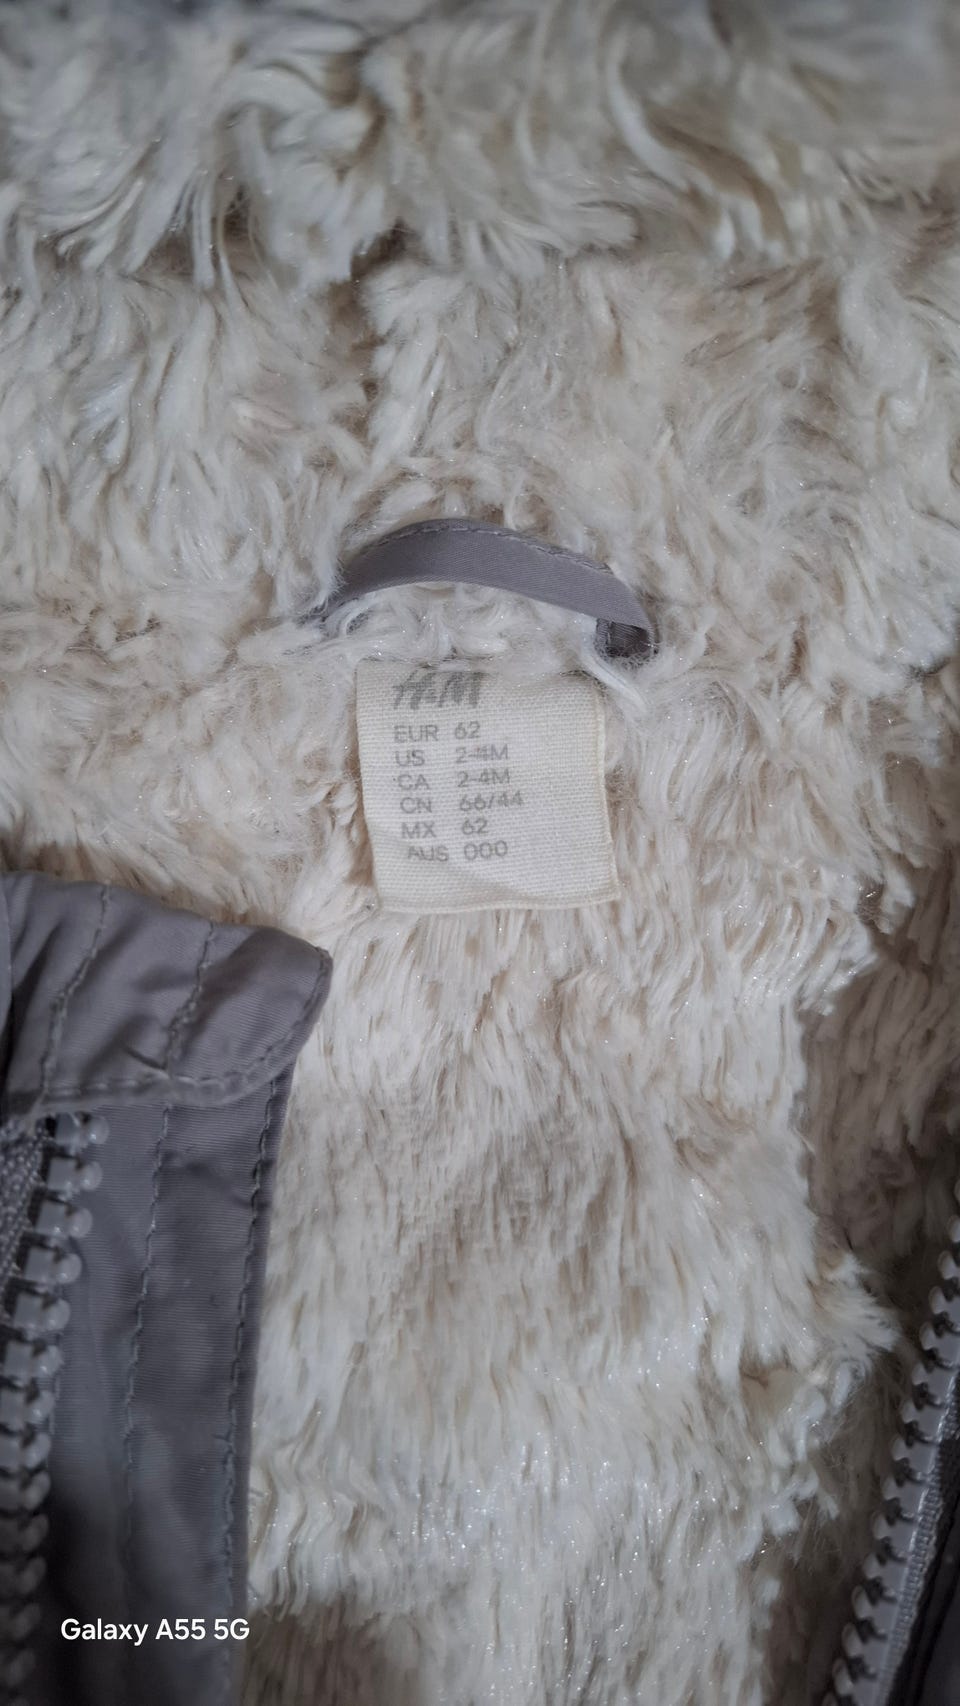 H&M
EUR 62
US 2-4M
CA 2-4M
CN 66/44
MX 62
AUS 000
Galaxy A55 5G